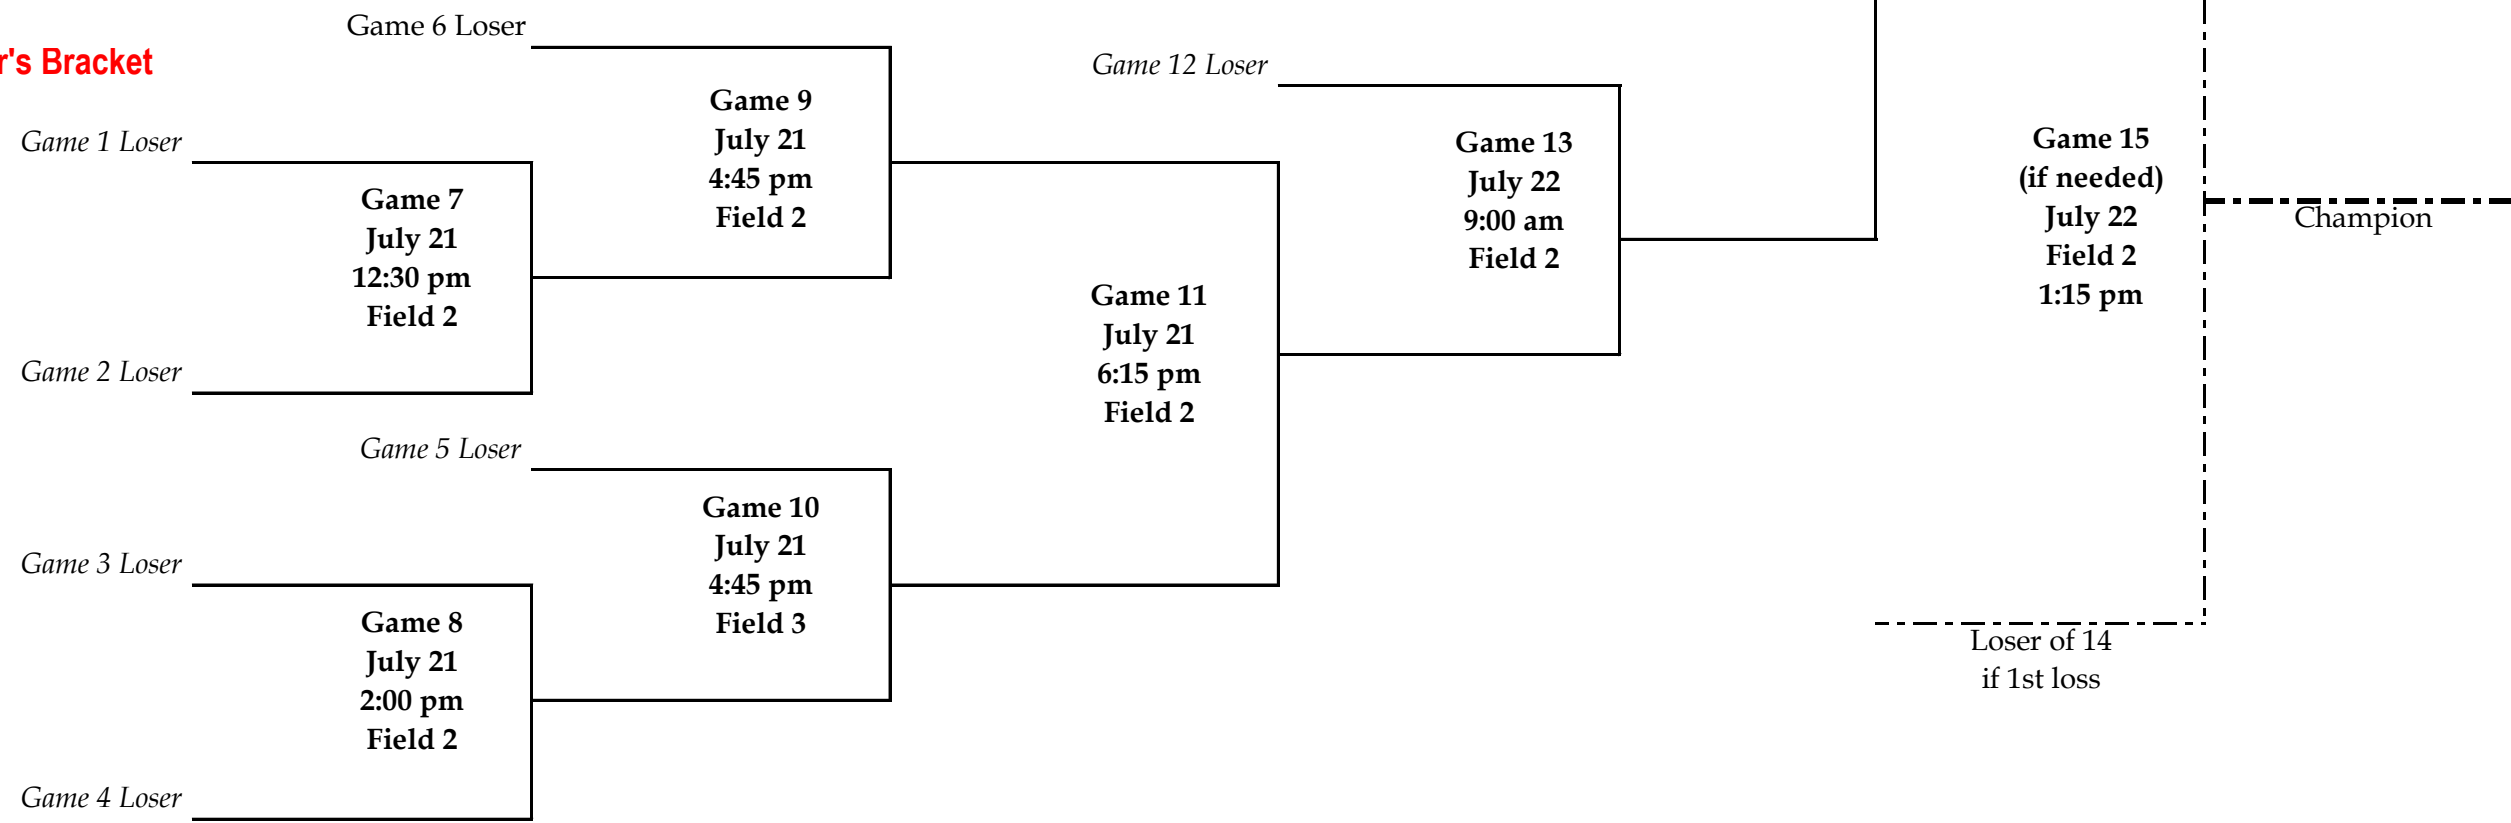 Game 6 Loser
r's Bracket
Game 12 Loser
Game 9
July 21
4:45 pm
Field 2
Game 1 Loser
Game 7
July 21
12:30 pm
Field 2
Game 13
July 22
9:00 am
Field 2
Game 15
(if needed)
July 22
Field 2
1:15 pm
Champion
Game 11
July 21
6:15 pm
Field 2
Game 2 Loser
Game 5 Loser
Game 10
July 21
4:45 pm
Field 3
Game 3 Loser
Game 8
July 21
2:00 pm
Field 2
Loser of 14
if 1st loss
Game 4 Loser